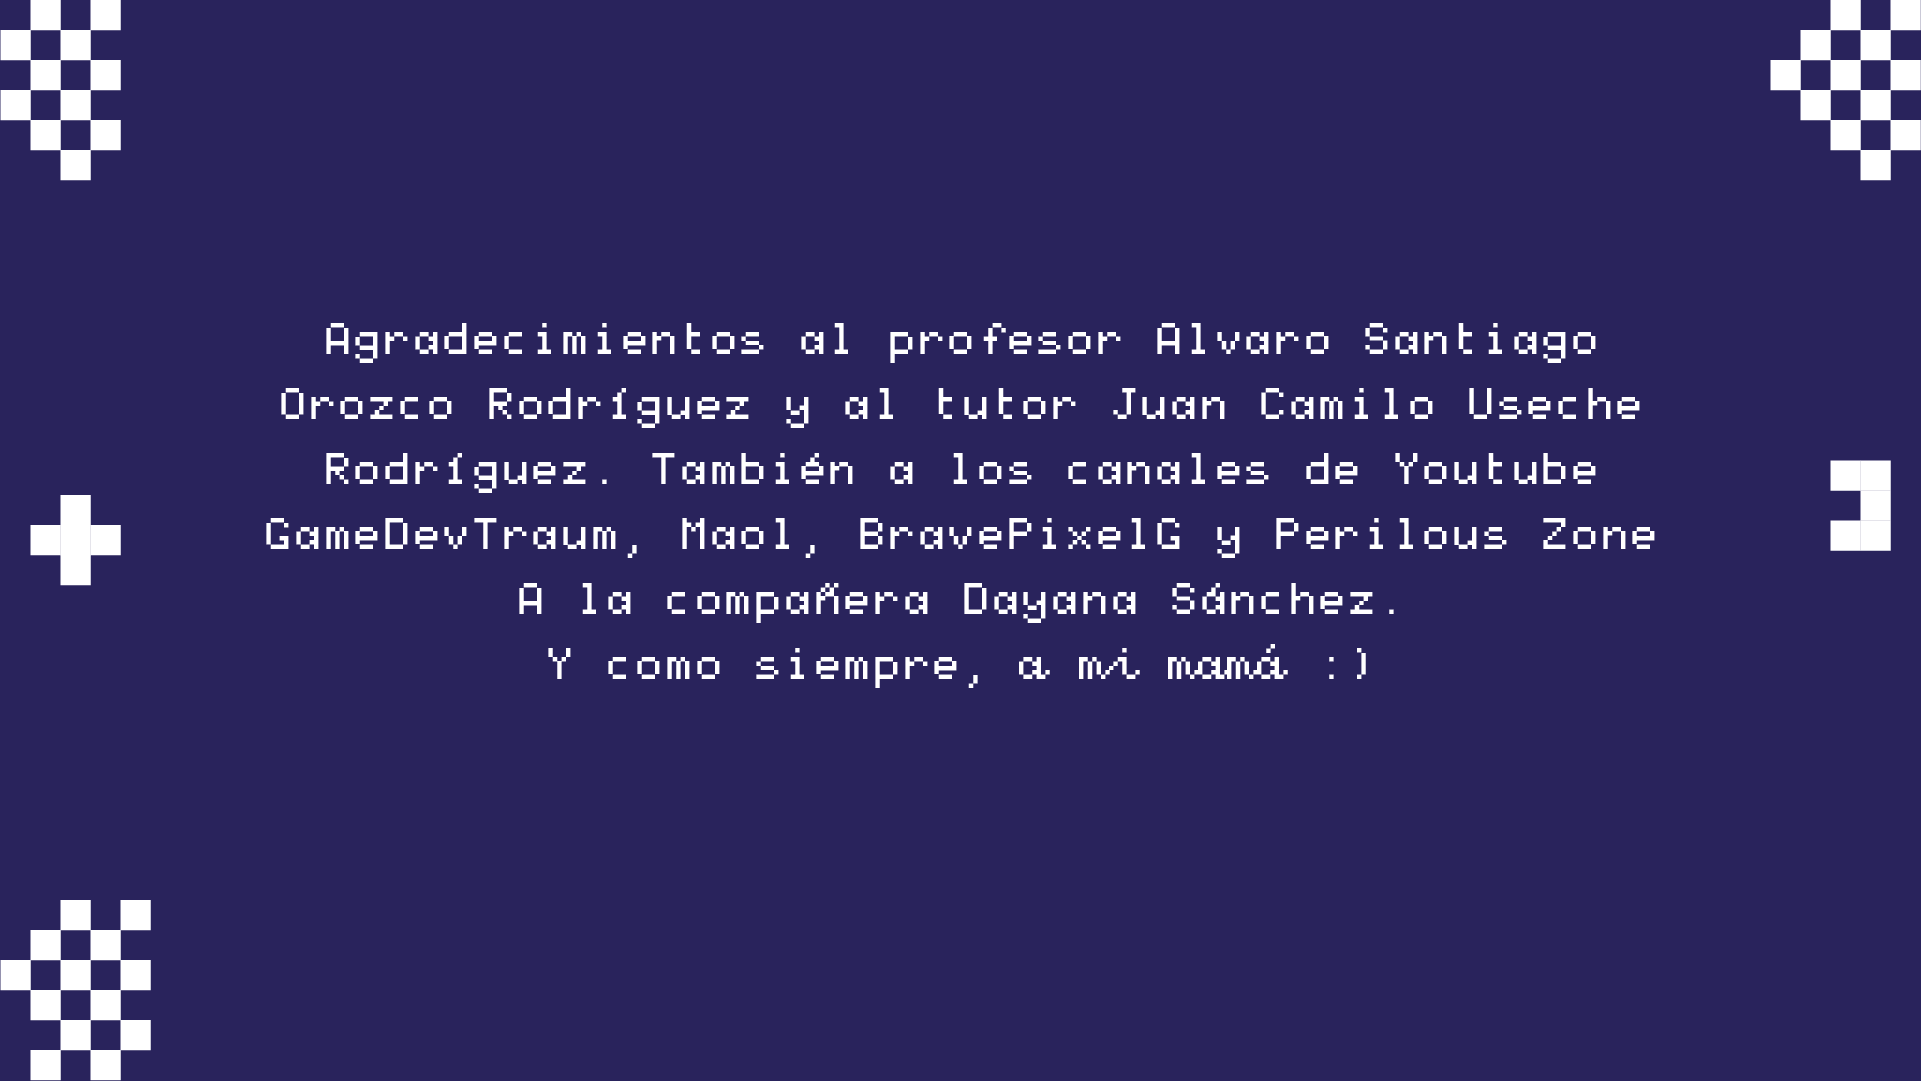 Agradecimientos al profesor Alvaro Santiago
Orozco Rodríguez y al tutor Juan Camilo Useche
Rodríguez. También a los canales de Youtube
GameDevTraum, Maol, BravePixelG y Perilous Zone
A la compañera Dayana Sánchez.
Y como siempre, a mi mamá :)